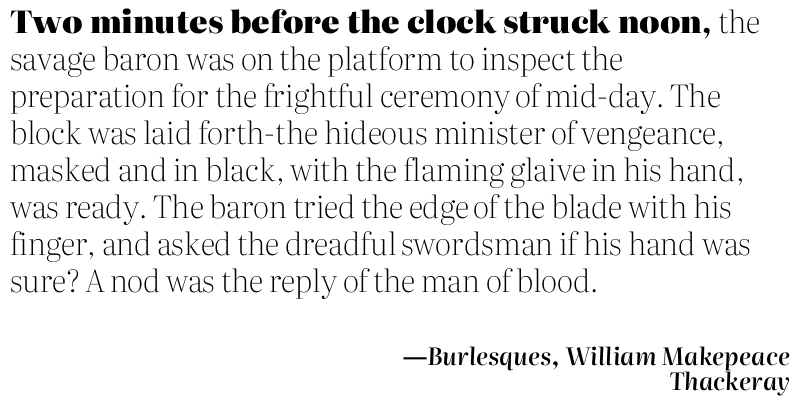 Two minutes before the clock struck noon, the
savage baron was on the platform to inspect the
preparation for the frightful ceremony of mid-day. The
block was laid forth-the hideous minister of vengeance,
masked and in black, with the flaming glaive in his hand,
was ready. The baron tried the edge of the blade with his
finger, and asked the dreadful swordsman if his hand was
sure? A nod was the reply of the man of blood.
—Burlesques, William Makepeace
Thackeray